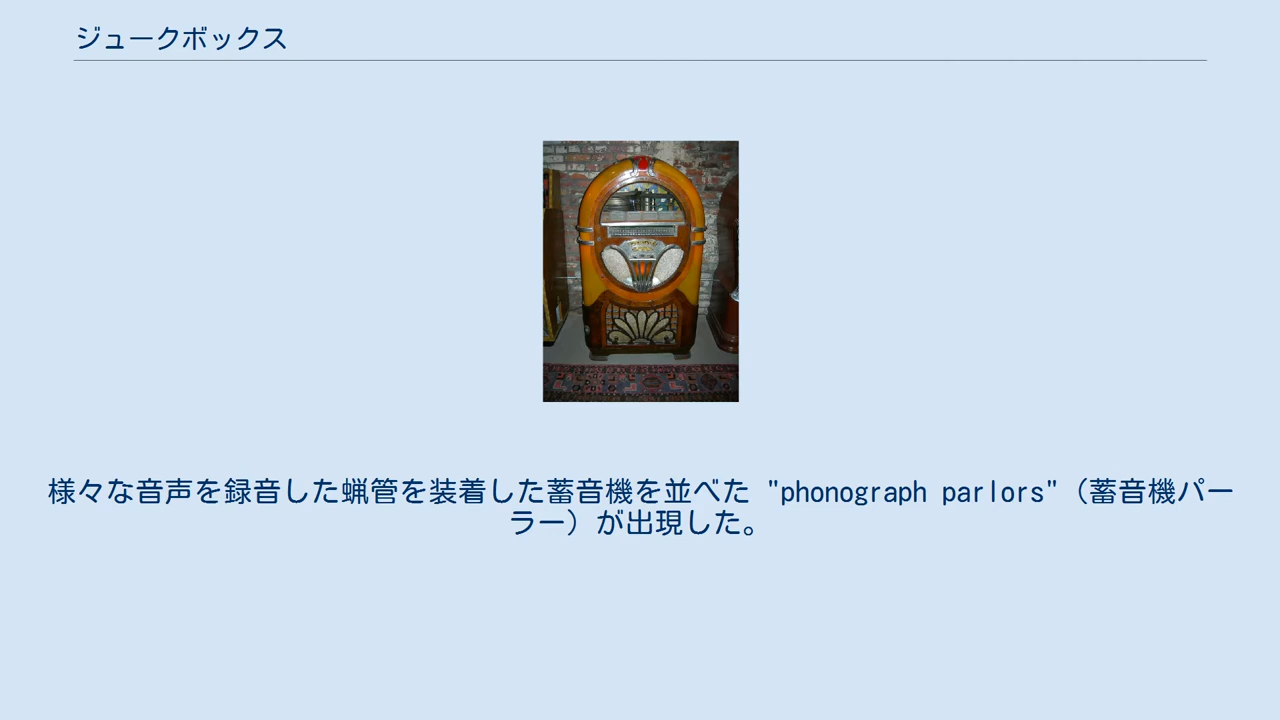 ジュークボックス
様々な音声を録音した蝋管を装着した蓄音機を並べた "phonograph parlors"（蓄音機パー
ラー）が出現した。